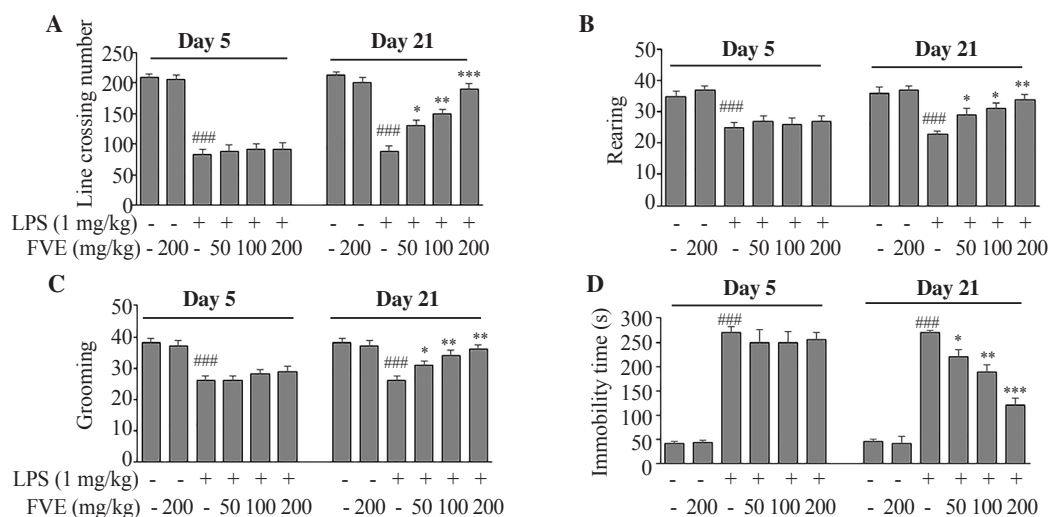 A
Day 5 Day 21
Line crossing number
250
200
150
100
50
0
### ### * ** ***
LPS (1 mg/kg) - - + + + + - - + + + +
FVE (mg/kg) - 200 - 50 100 200 - 200 - 50 100 200
B
Day 5 Day 21
Rearing
50
40
30
20
10
0
### ### * * **
- - + + + + - - + + + +
- 200 - 50 100 200 - 200 - 50 100 200
C
Day 5 Day 21
Grooming
50
40
30
20
10
0
### ### * ** **
LPS (1 mg/kg) - - + + + + - - + + + +
FVE (mg/kg) - 200 - 50 100 200 - 200 - 50 100 200
D
Day 5 Day 21
Immobility time (s)
300
250
200
150
100
50
0
### ### * ** ***
- - + + + + - - + + + +
- 200 - 50 100 200 - 200 - 50 100 200